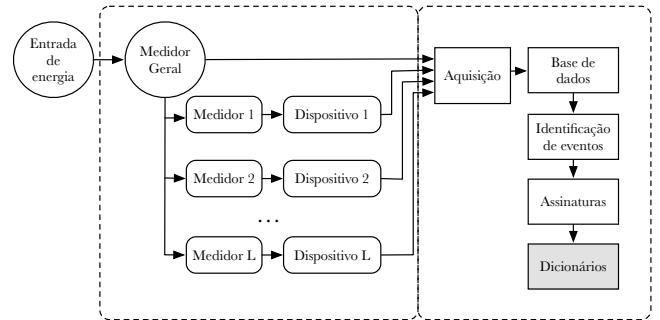 Entrada
de
energia
Medidor
Geral
Aquisição
Base de
dados
Medidor 1
Dispositivo 1
Identificação
de eventos
Medidor 2
Dispositivo 2
Assinaturas
...
Medidor L
Dispositivo L
Dicionários